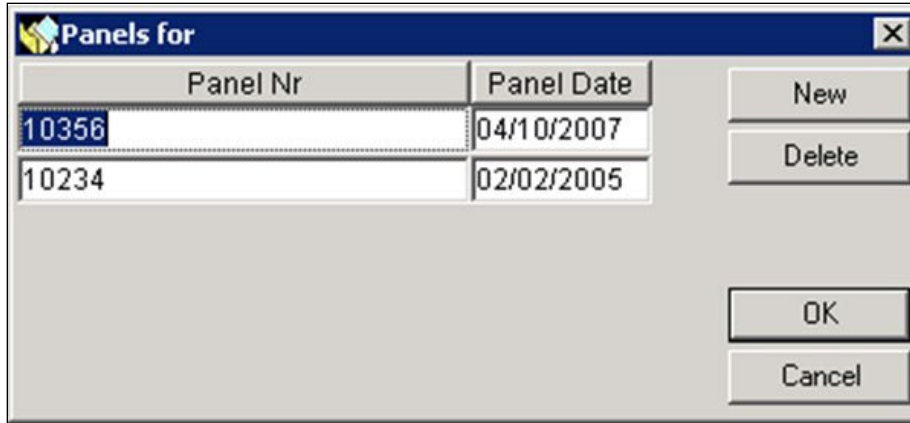 Panels for
Panel Nr Panel Date
10356 04/10/2007
10234 02/02/2005
New
Delete
OK
Cancel